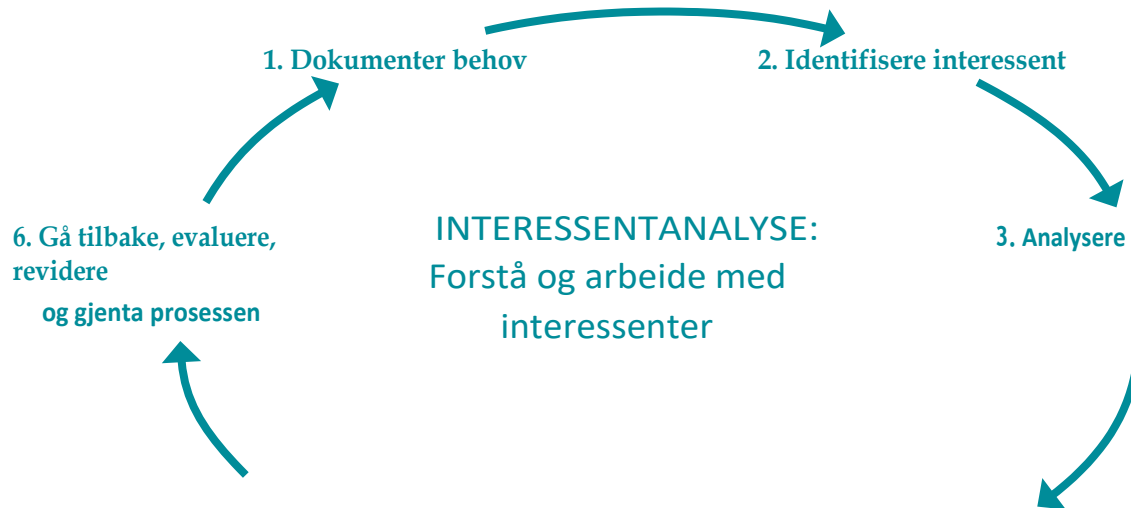 1. Dokumenter behov
2. Identifisere interessent
INTERESSENTANALYSE:
Forstå og arbeide med
interessenter
3. Analysere
6. Gå tilbake, evaluere,
revidere
og gjenta prosessen